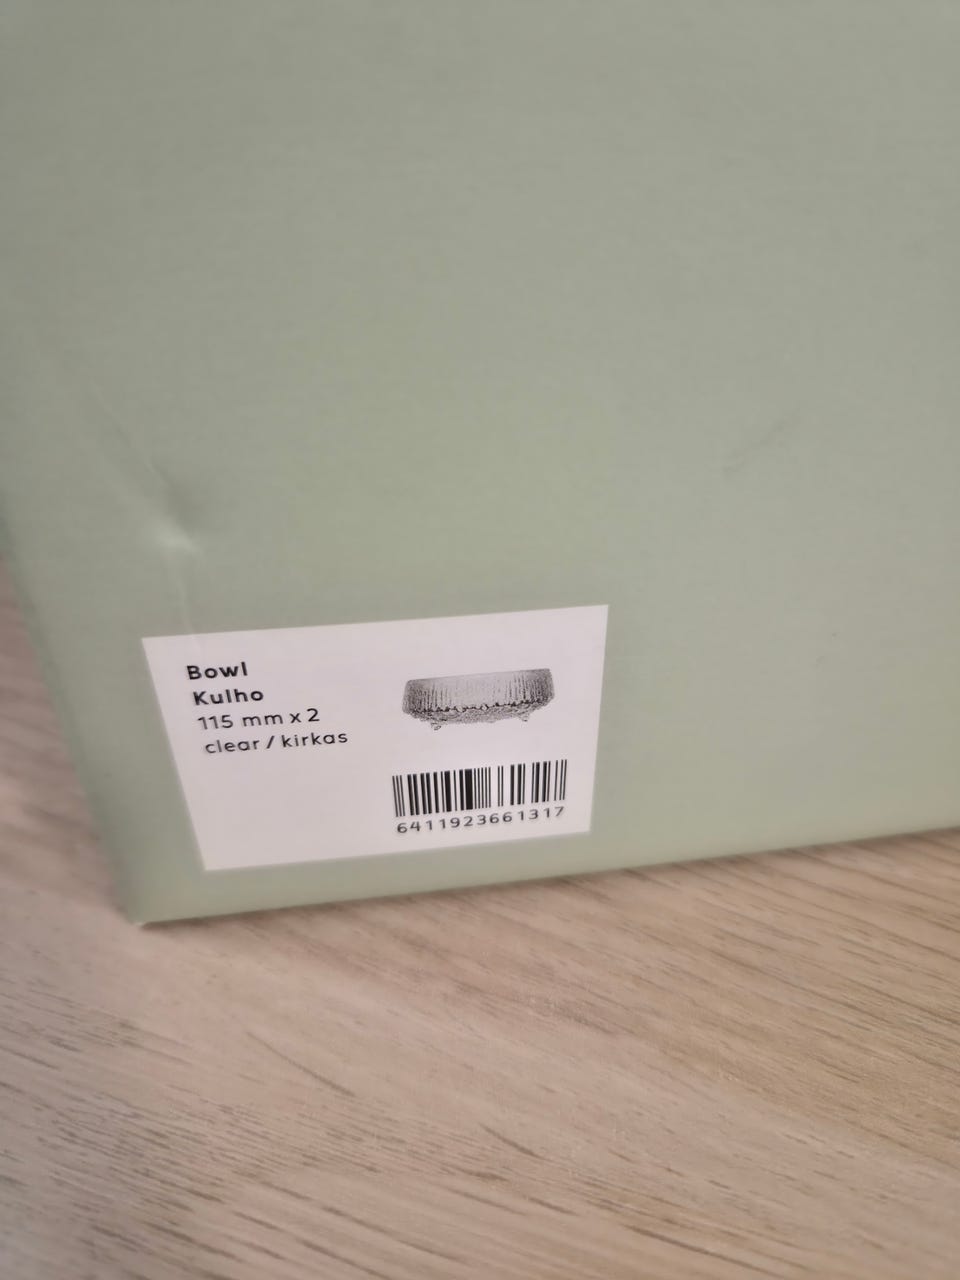 Bowl
Kulho
115 mm x 2
clear / kirkas
6411923661317